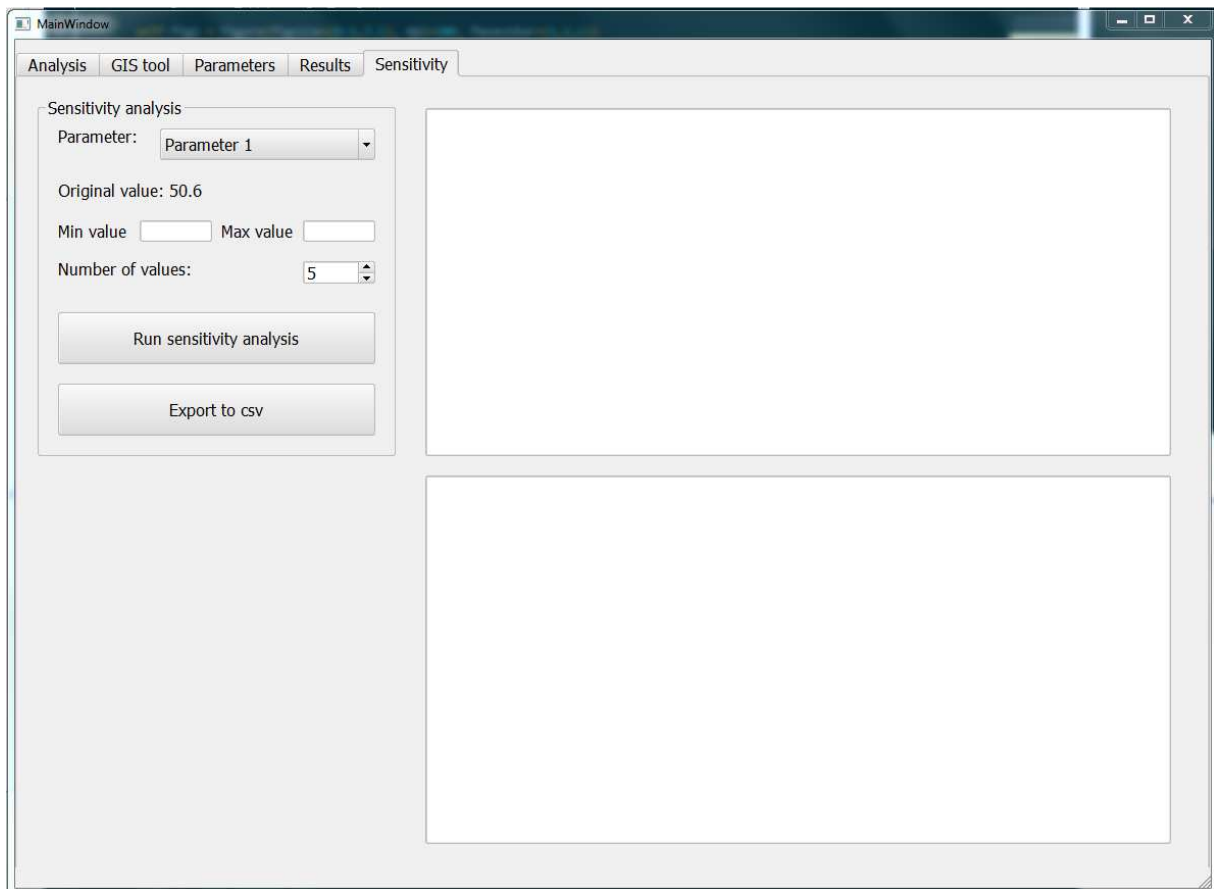 MainWindow
Analysis GIS tool Parameters Results Sensitivity
Sensitivity analysis
Parameter: Parameter 1
Original value: 50.6
Min value Max value
Number of values: 5
Run sensitivity analysis
Export to csv